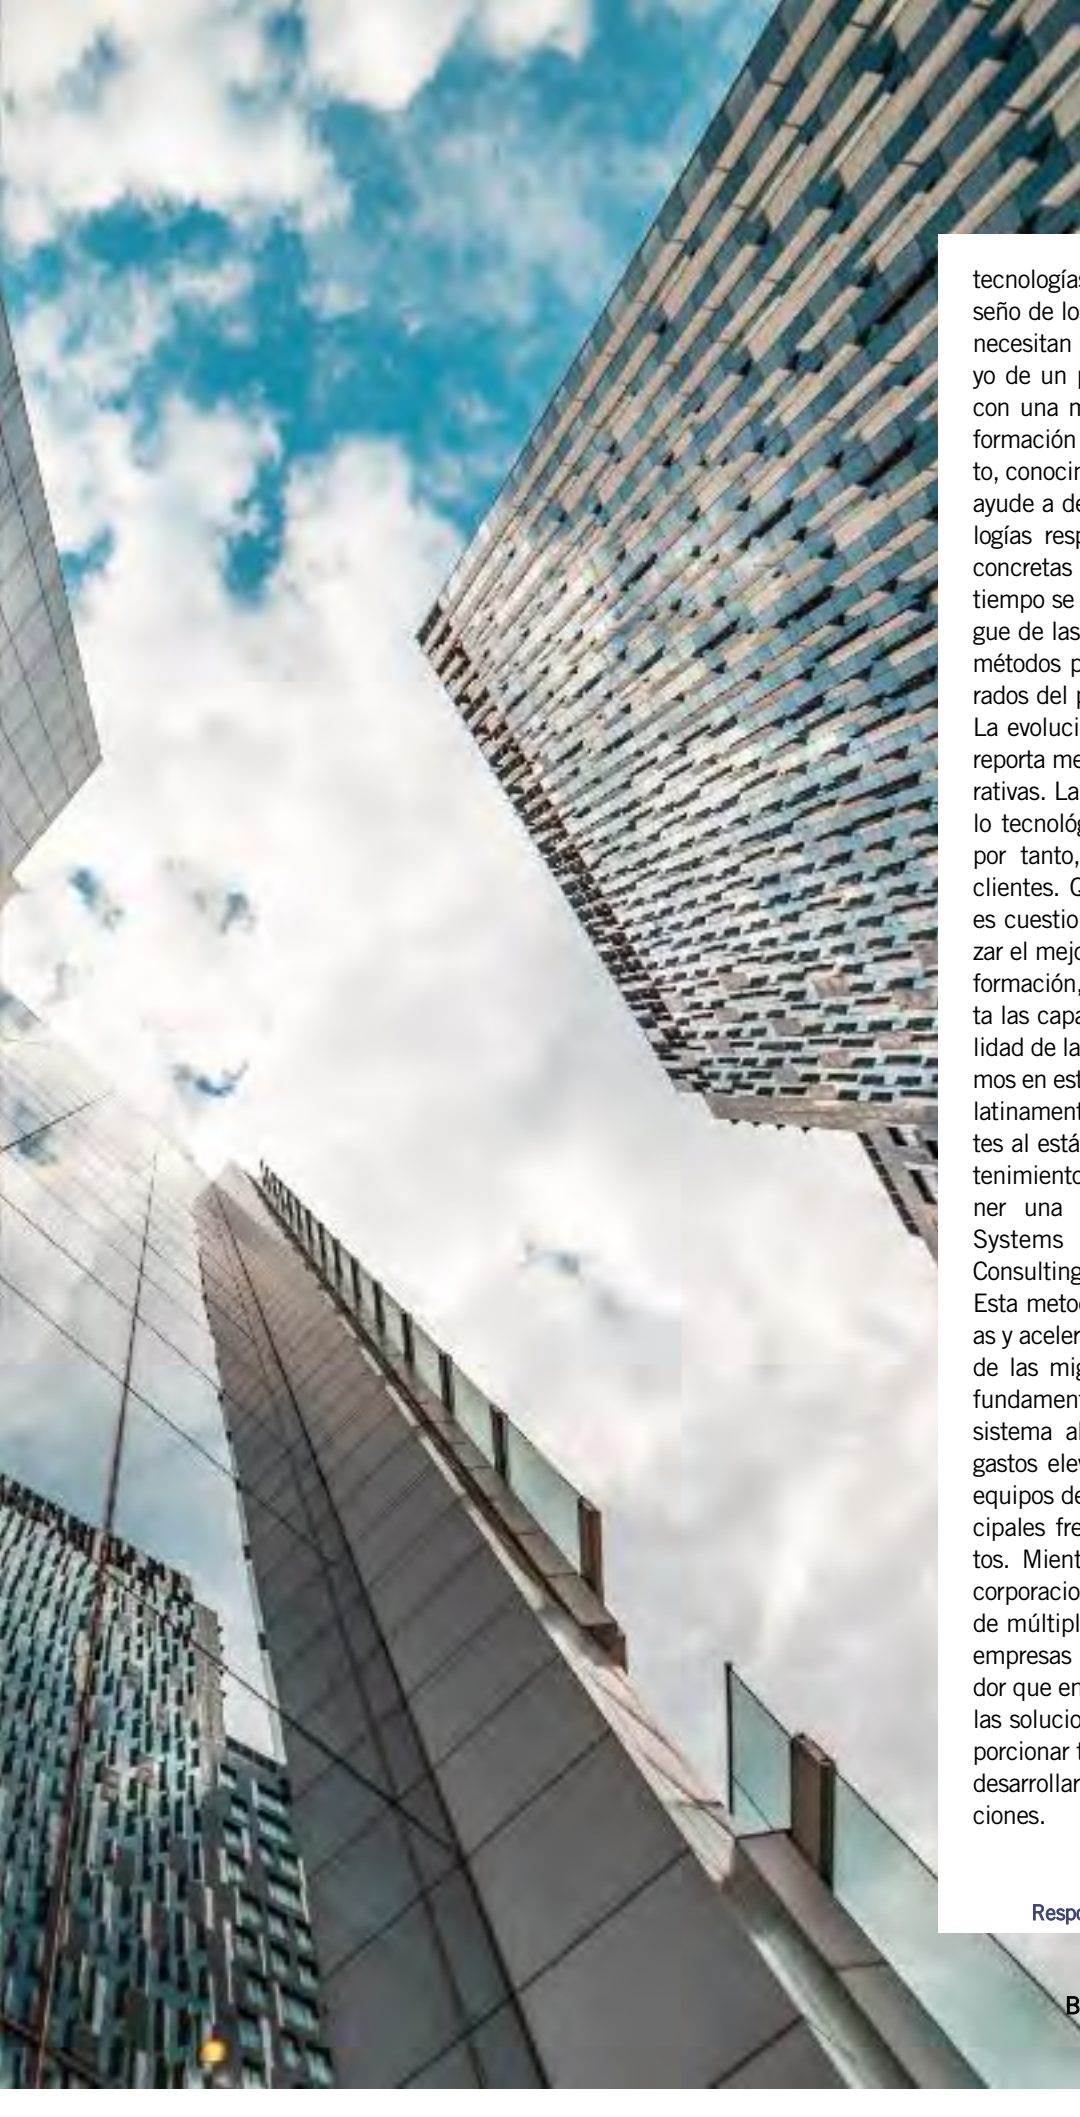 tecnologías
seño de los
necesitan
yo de un
con una
formación
to, conocim
ayude a de
logías resp
concretas
tiempo se
gue de las
métodos p
rados del p
La evoluci
reporta me
rativas. La
lo tecnológ
por tanto,
clientes. Q
es cuestio
zar el mejo
formación,
ta las capa
lidad de la
mos en est
latinament
tes al está
tenimiento
ner una
Systems
Consulting
Esta metod
as y aceler
de las mig
fundament
sistema al
gastos elev
equipos de
cipales fre
tos. Mient
corporacio
de múltipl
empresas
dor que en
las solucio
porcionar t
desarrollar
ciones.
Respo
B